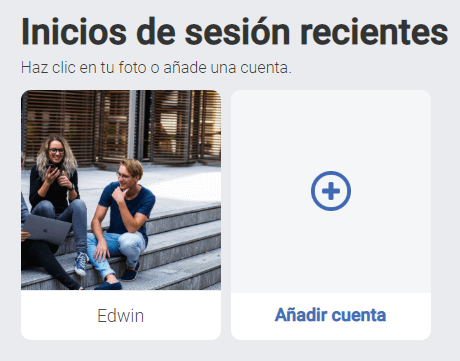 Inicios de sesión recientes
Haz clic en tu foto o añade una cuenta.
Edwin
Añadir cuenta